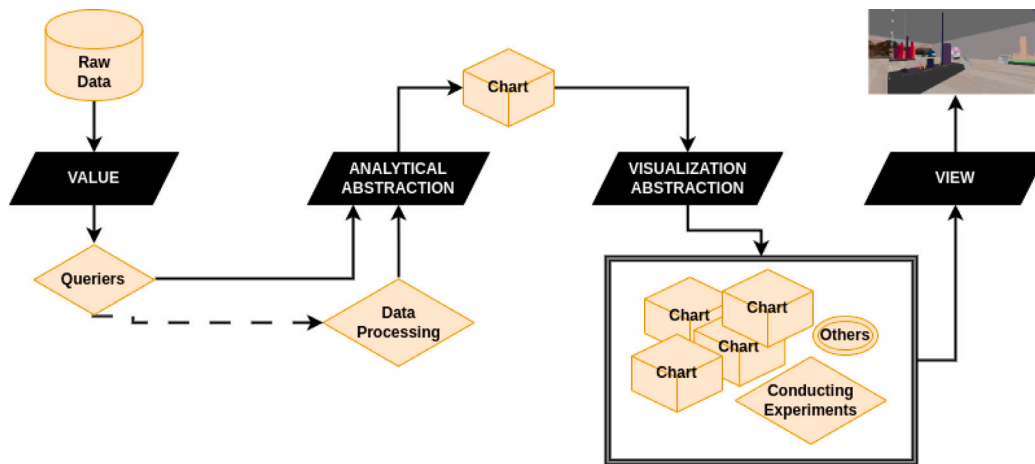 Raw
Data
VALUE
Queriers
Data
Processing
ANALYTICAL
ABSTRACTION
Chart
VISUALIZATION
ABSTRACTION
Chart
Chart
Chart
Chart
Others
Conducting
Experiments
VIEW